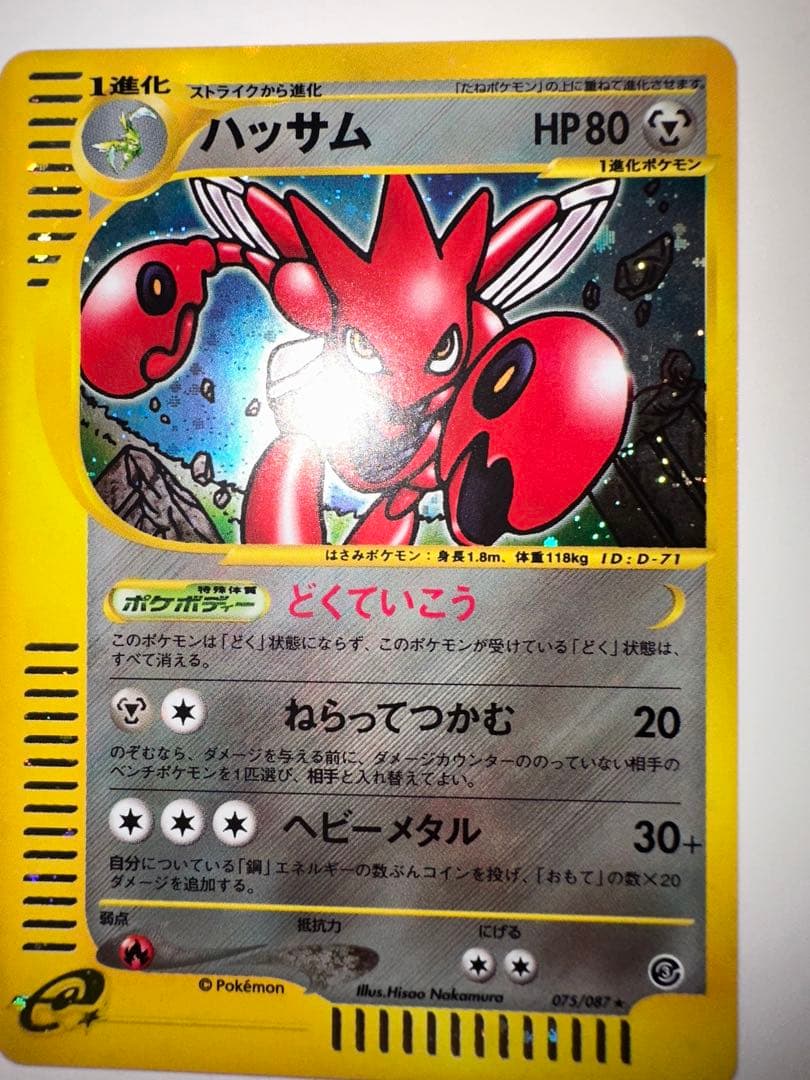 1進化 ストライクから進化 「たねポケモン」の上に重ねて進化させます。
ハッサム HP80
1進化ポケモン
はさみポケモン：身長1.8m、体重118kg ID：D-71
特殊体質
ポケボディー どくていこう
このポケモンは「どく」状態にならず、このポケモンが受けている「どく」状態は、
すべて消える。
ねらってつかむ 20
のぞむなら、ダメージを与える前に、ダメージカウンターののっていない相手の
ベンチポケモンを1匹選び、相手と入れ替えてよい。
ヘビーメタル 30+
自分についている「鋼」エネルギーの数ぶんコインを投げ、「おもて」の数×20
ダメージを追加する。
弱点 抵抗力 にげる
©Pokémon Illus.Hisao Nakamura 075/087★
e
3